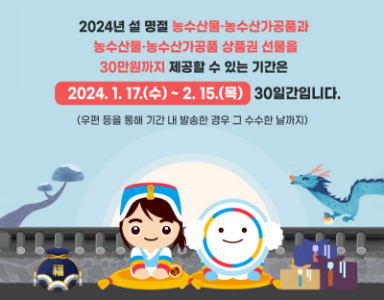 2024년 설 명절 농수산물·농수산가공품과
농수산물·농수산가공품 상품권 선물을
30만원까지 제공할 수 있는 기간은
2024. 1. 17.(수) ~ 2. 15.(목) 30일간입니다.
(우편 등을 통해 기간 내 발송한 경우 그 수수한 날까지)
福